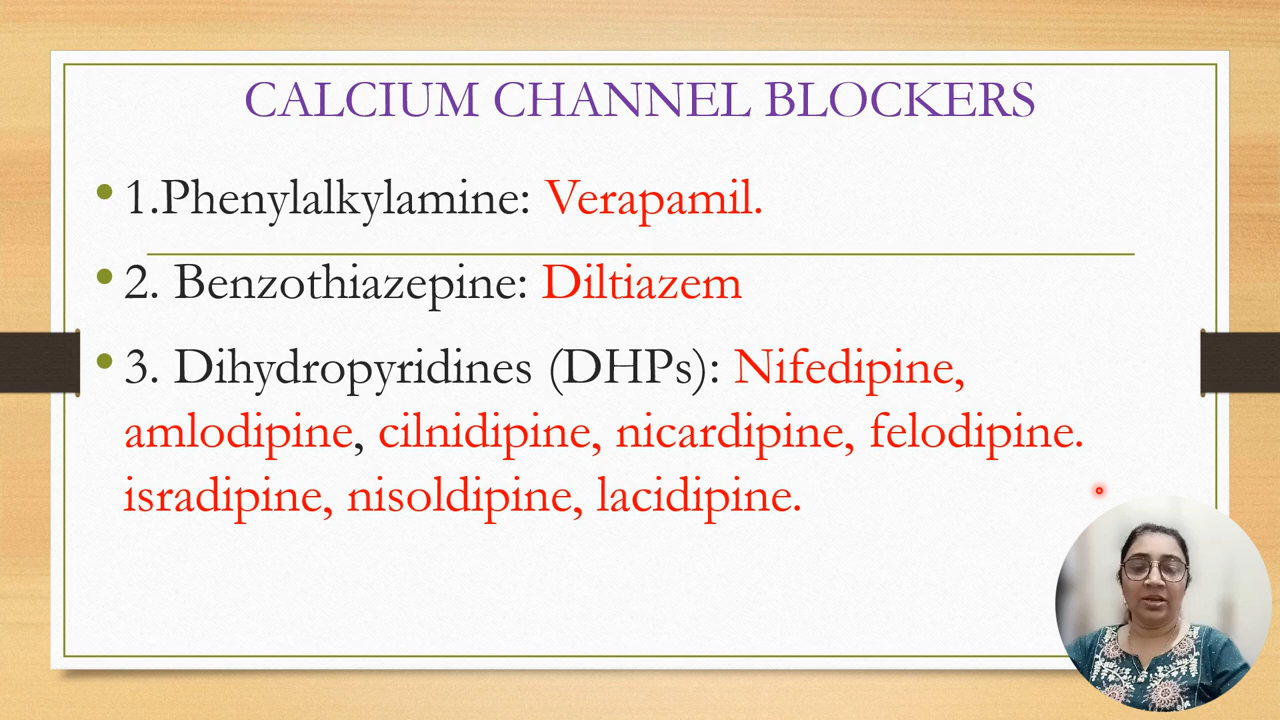 CALCIUM CHANNEL BLOCKERS
• 1.Phenylalkylamine: Verapamil.
• 2. Benzothiazepine: Diltiazem
• 3. Dihydropyridines (DHPs): Nifedipine,
amlodipine, cilnidipine, nicardipine, felodipine.
isradipine, nisoldipine, lacidipine.